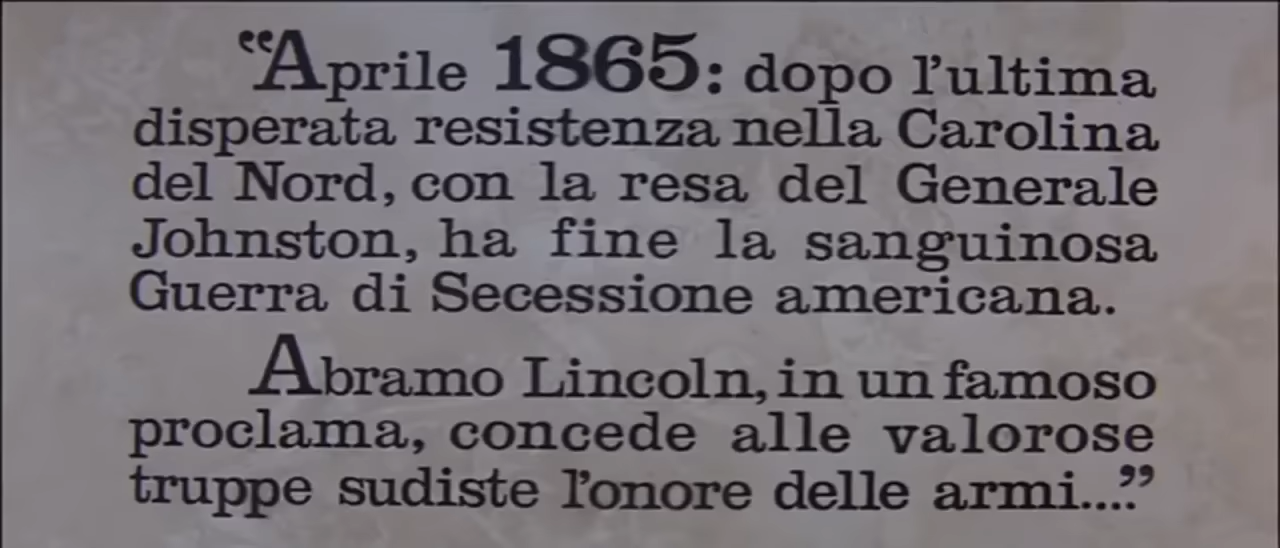 “Aprile 1865: dopo l’ultima
disperata resistenza nella Carolina
del Nord, con la resa del Generale
Johnston, ha fine la sanguinosa
Guerra di Secessione americana.
Abramo Lincoln, in un famoso
proclama, concede alle valorose
truppe sudiste l’onore delle armi....”